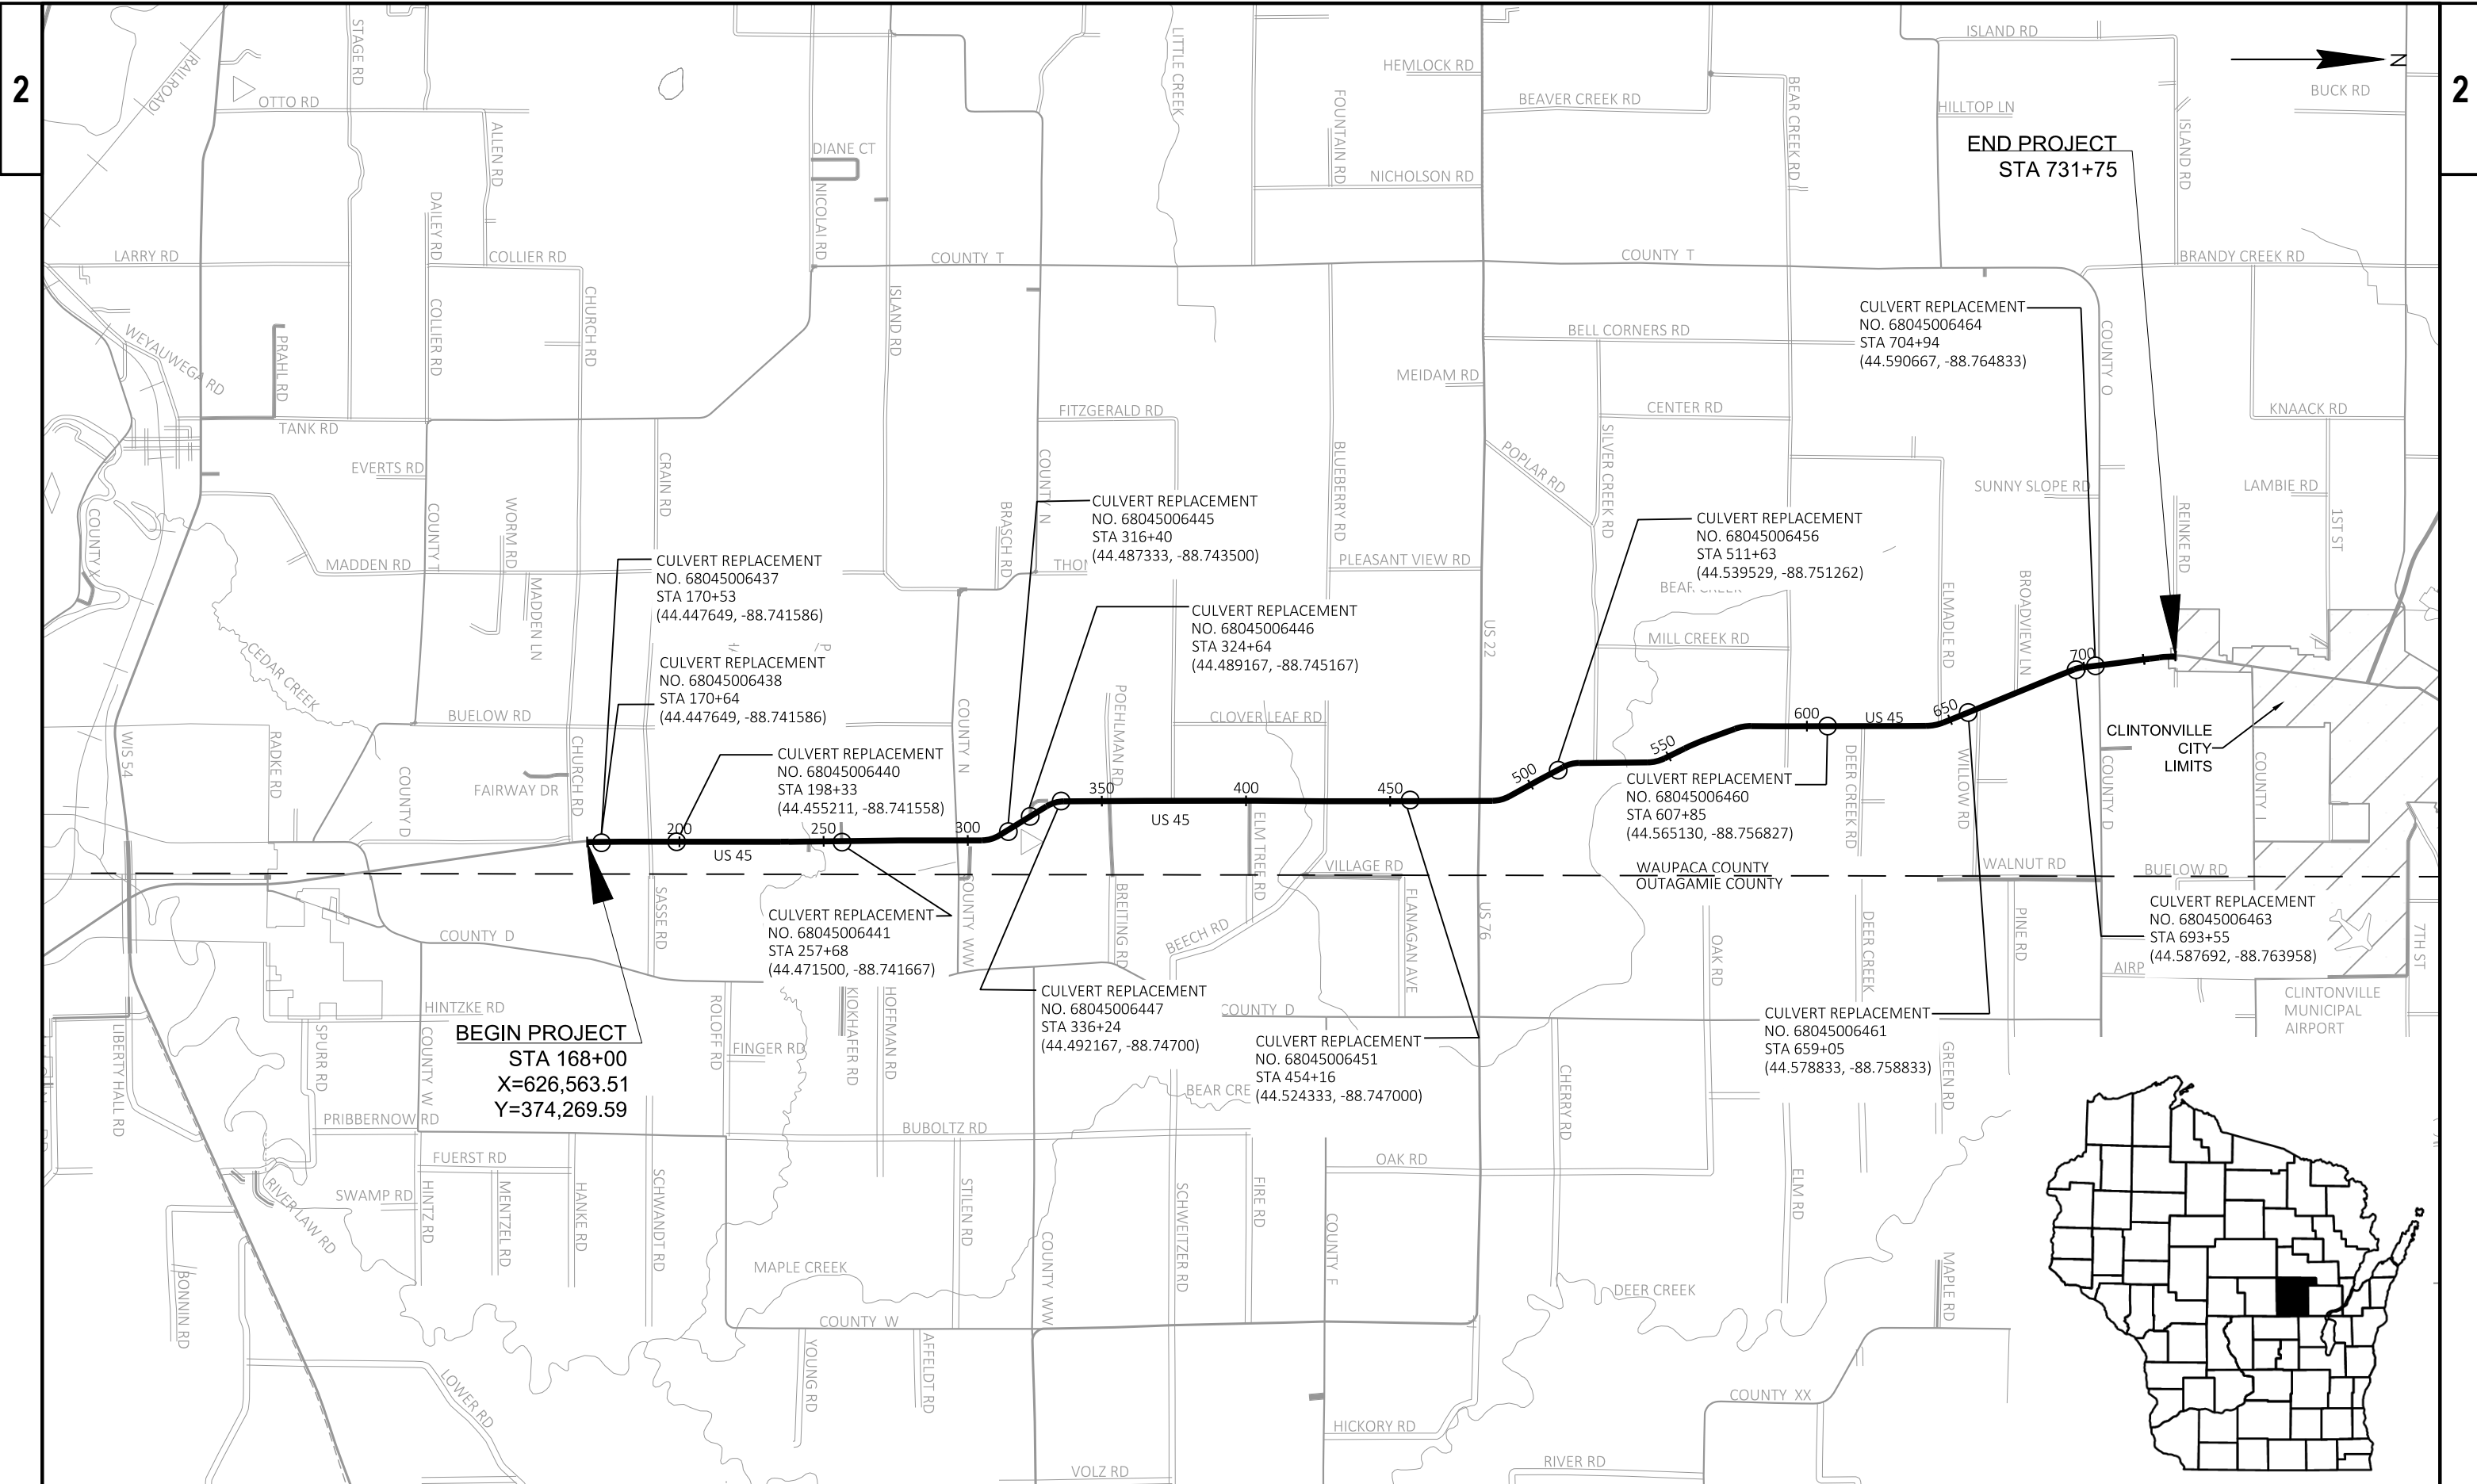 2
2
STAGE RD
RAILROAD
OTTO RD
ALLEN RD
LITTLE CREEK
HEMLOCK RD
FOUNTAIN RD
BEAVER CREEK RD
BEAR CREEK RD
ISLAND RD
N
HILLTOP LN
BUCK RD
DIANE CT
NICOLAI RD
NICHOLSON RD
END PROJECT
STA 731+75
ISLAND RD
DAILEY RD
LARRY RD
COLLIER RD
COUNTY T
COUNTY T
BRANDY CREEK RD
CHURCH RD
COLLIER RD
ISLAND RD
WEYAUWEGA RD
PRAHL RD
BELL CORNERS RD
CULVERT REPLACEMENT
NO. 68045006464
STA 704+94
(44.590667, -88.764833)
COUNTY O
MEIDAM RD
TANK RD
FITZGERALD RD
CENTER RD
KNAACK RD
EVERTS RD
CRAIN RD
COUNTY N
BLUEBERRY RD
POPLAR RD
SILVER CREEK RD
SUNNY SLOPE RD
LAMBIE RD
COUNTY X
COUNTY T
WORM RD
BRASCH RD
CULVERT REPLACEMENT
NO. 68045006445
STA 316+40
(44.487333, -88.743500)
CULVERT REPLACEMENT
NO. 68045006456
STA 511+63
(44.539529, -88.751262)
REINKE RD
1ST ST
MADDEN RD
MADDEN LN
CULVERT REPLACEMENT
NO. 68045006437
STA 170+53
(44.447649, -88.741586)
THO
PLEASANT VIEW RD
BEAR CREEK
ELMADLE RD
BROADVIEW LN
CULVERT REPLACEMENT
NO. 68045006446
STA 324+64
(44.489167, -88.745167)
US 22
MILL CREEK RD
CEDAR CREEK
CULVERT REPLACEMENT
NO. 68045006438
STA 170+64
(44.447649, -88.741586)
700
BUELOW RD
COUNTY N
POEHLMAN RD
CLOVER LEAF RD
600
US 45
650
CLINTONVILLE
CITY
LIMITS
WIS 54
RADKE RD
COUNTY D
CHURCH RD
FAIRWAY DR
CULVERT REPLACEMENT
NO. 68045006440
STA 198+33
(44.455211, -88.741558)
550
500
DEER CREEK RD
WILLOW RD
COUNTY D
COUNTY I
350
400
450
CULVERT REPLACEMENT
NO. 68045006460
STA 607+85
(44.565130, -88.756827)
200
US 45
250
300
US 45
ELM TREE RD
VILLAGE RD
WAUPACA COUNTY
OUTAGAMIE COUNTY
WALNUT RD
BUELOW RD
SASSE RD
COUNTY WW
BREITING RD
FLANAGAN AVE
US 76
CULVERT REPLACEMENT
NO. 68045006441
STA 257+68
(44.471500, -88.741667)
BEECH RD
OAK RD
DEER CREEK
PINE RD
CULVERT REPLACEMENT
NO. 68045006463
STA 693+55
(44.587692, -88.763958)
7TH ST
COUNTY D
AIRP
HINTZKE RD
ROLOFF RD
KIOKHAFER RD
HOFFMAN RD
CULVERT REPLACEMENT
NO. 68045006447
STA 336+24
(44.492167, -88.74700)
COUNTY D
CULVERT REPLACEMENT
NO. 68045006461
STA 659+05
(44.578833, -88.758833)
CLINTONVILLE
MUNICIPAL
AIRPORT
LIBERTY HALL RD
SPURR RD
COUNTY W
BEGIN PROJECT
STA 168+00
X=626,563.51
Y=374,269.59
FINGER RD
CULVERT REPLACEMENT
NO. 68045006451
STA 454+16
(44.524333, -88.747000)
BEAR CRE
CHERRY RD
GREEN RD
PRIBBERNOW RD
BUBOLTZ RD
FUERST RD
OAK RD
SWAMP RD
RIVER LAW RD
HINTZ RD
MENTZEL RD
HANKE RD
SCHWANDT RD
STILEN RD
SCHWEITZER RD
FIRE RD
COUNTY F
ELM RD
MAPLE CREEK
COUNTY WW
DEER CREEK
MAPLE RD
BONNIN RD
COUNTY W
YOUNG RD
AFFELDT RD
LOWER RD
COUNTY XX
HICKORY RD
VOLZ RD
RIVER RD